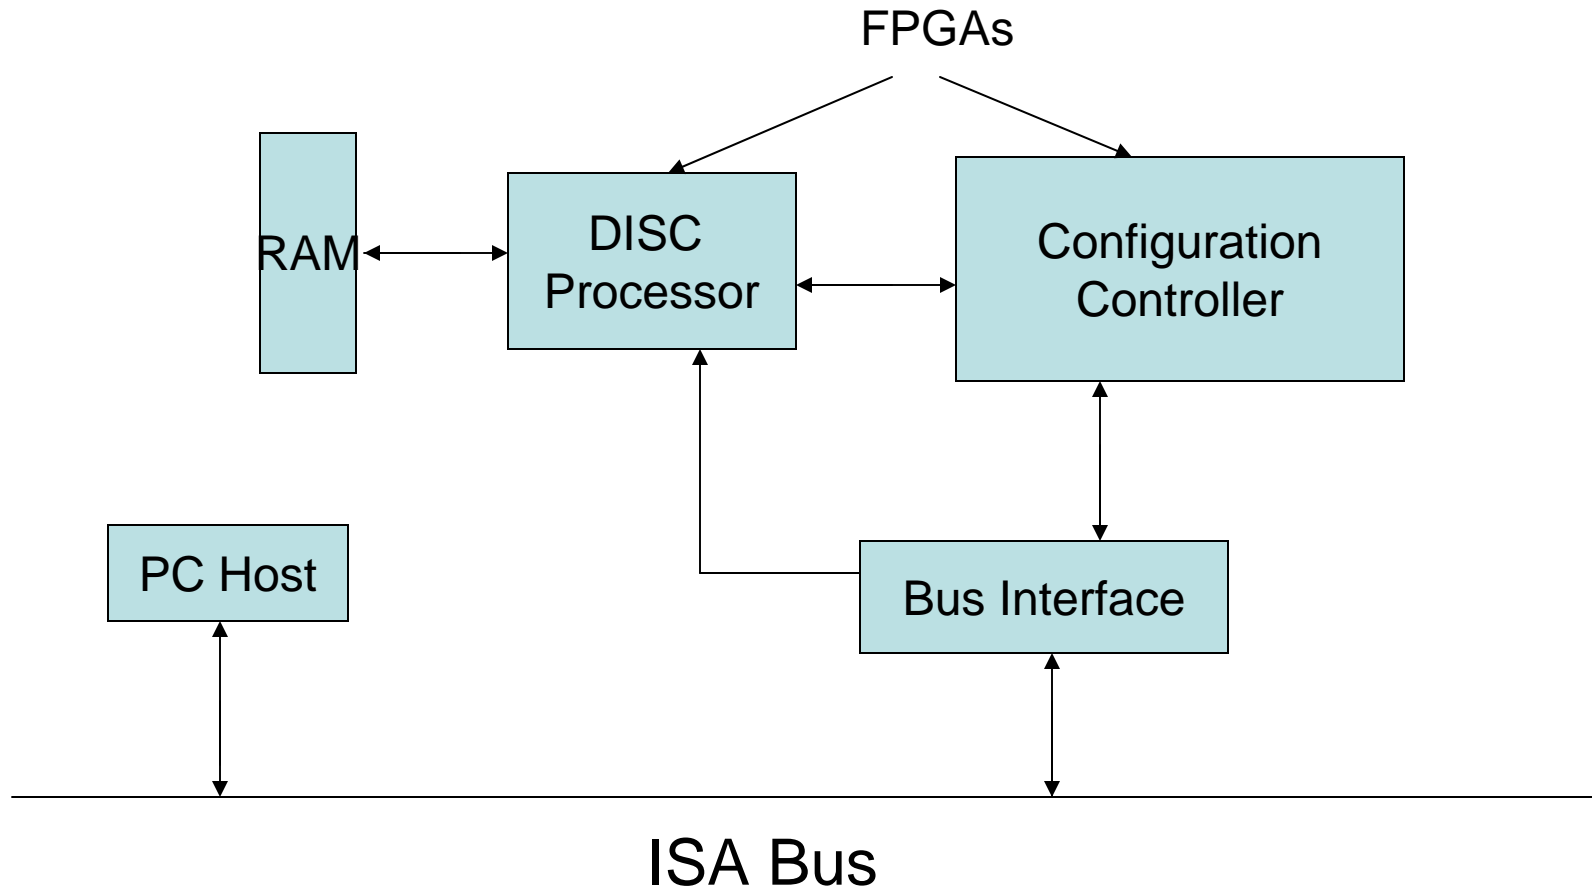 FPGAs
RAM
DISC
Processor
Configuration
Controller
PC Host
Bus Interface
ISA Bus